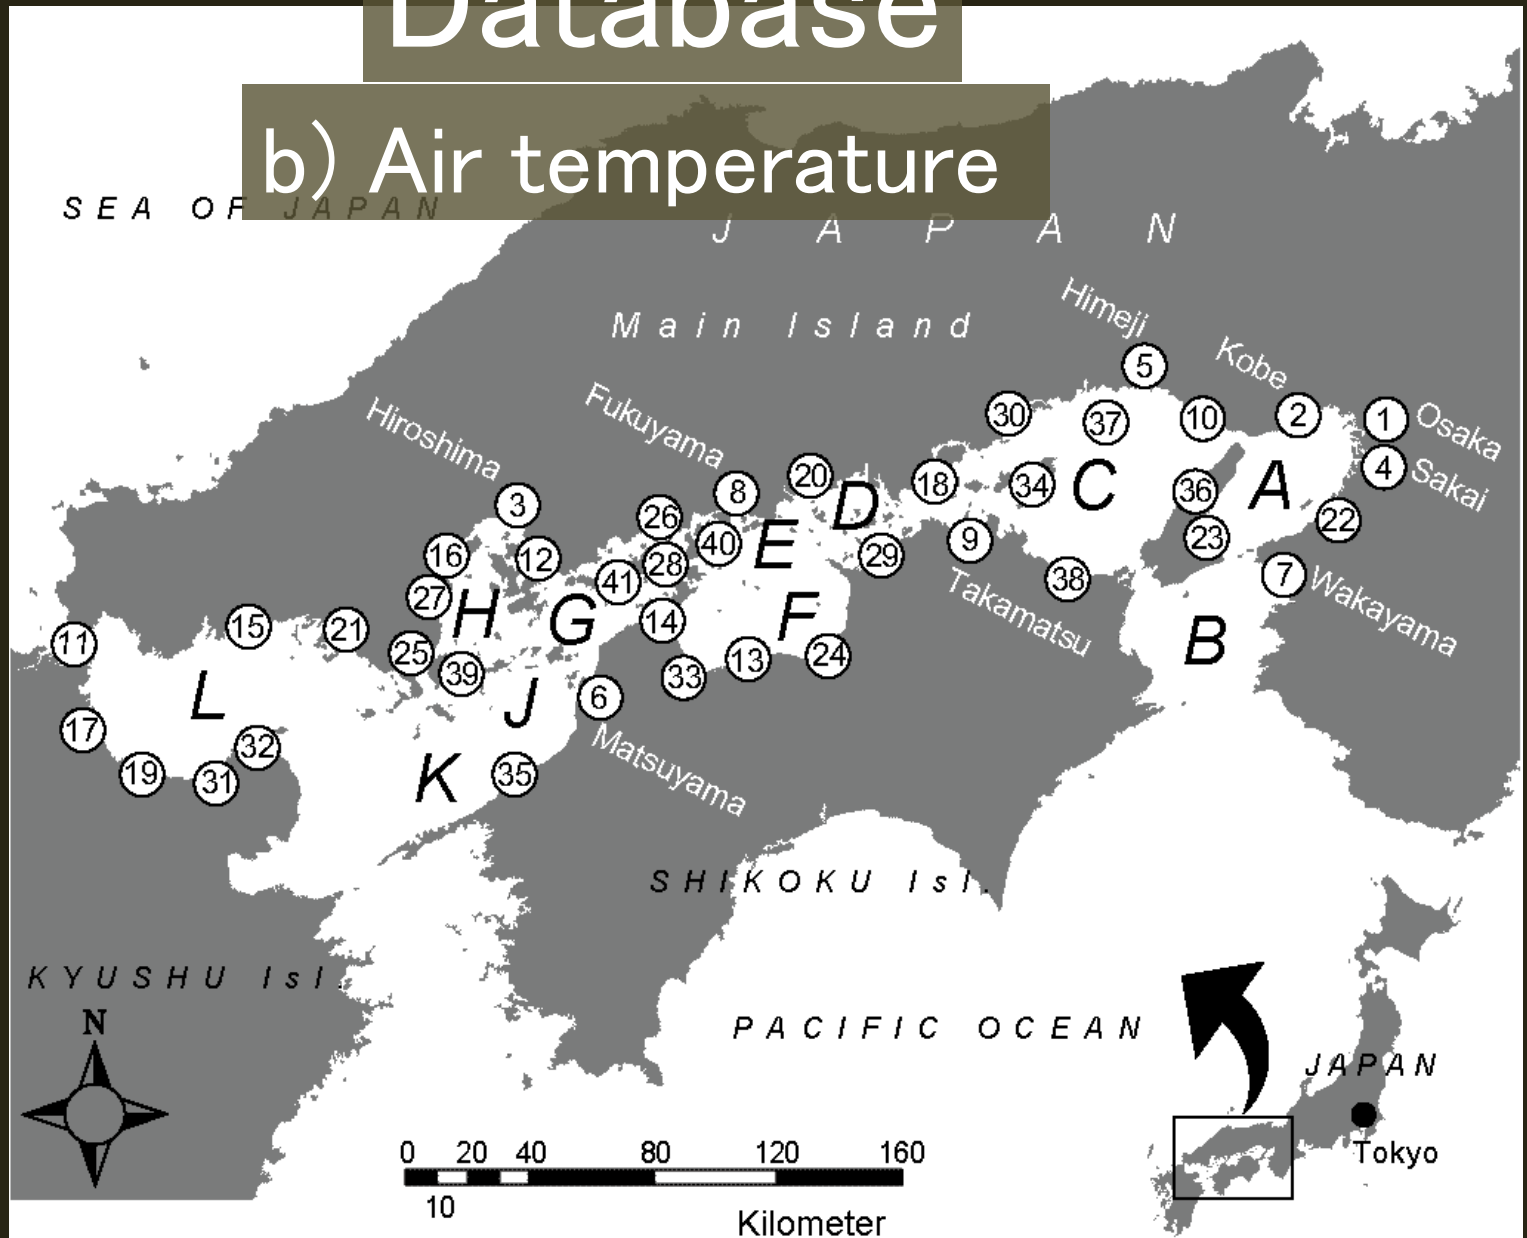 Database
b) Air temperature
SEA OF JAPAN
J A P A N
Main Island
Himeji
Kobe
Osaka
Sakai
Fukuyama
Hiroshima
Takamatsu
Wakayama
Matsuyama
5
30
37
10
2
1
4
20
18
34
36
22
8
3
26
40
29
9
23
16
12
28
41
38
7
27
14
11
15
21
25
39
33
13
24
6
17
32
19
31
35
A
B
C
D
E
F
G
H
J
K
L
SHIKOKU Isl.
KYUSHU Isl.
PACIFIC OCEAN
N
JAPAN
Tokyo
0 20 40 80 120 160
10
Kilometer